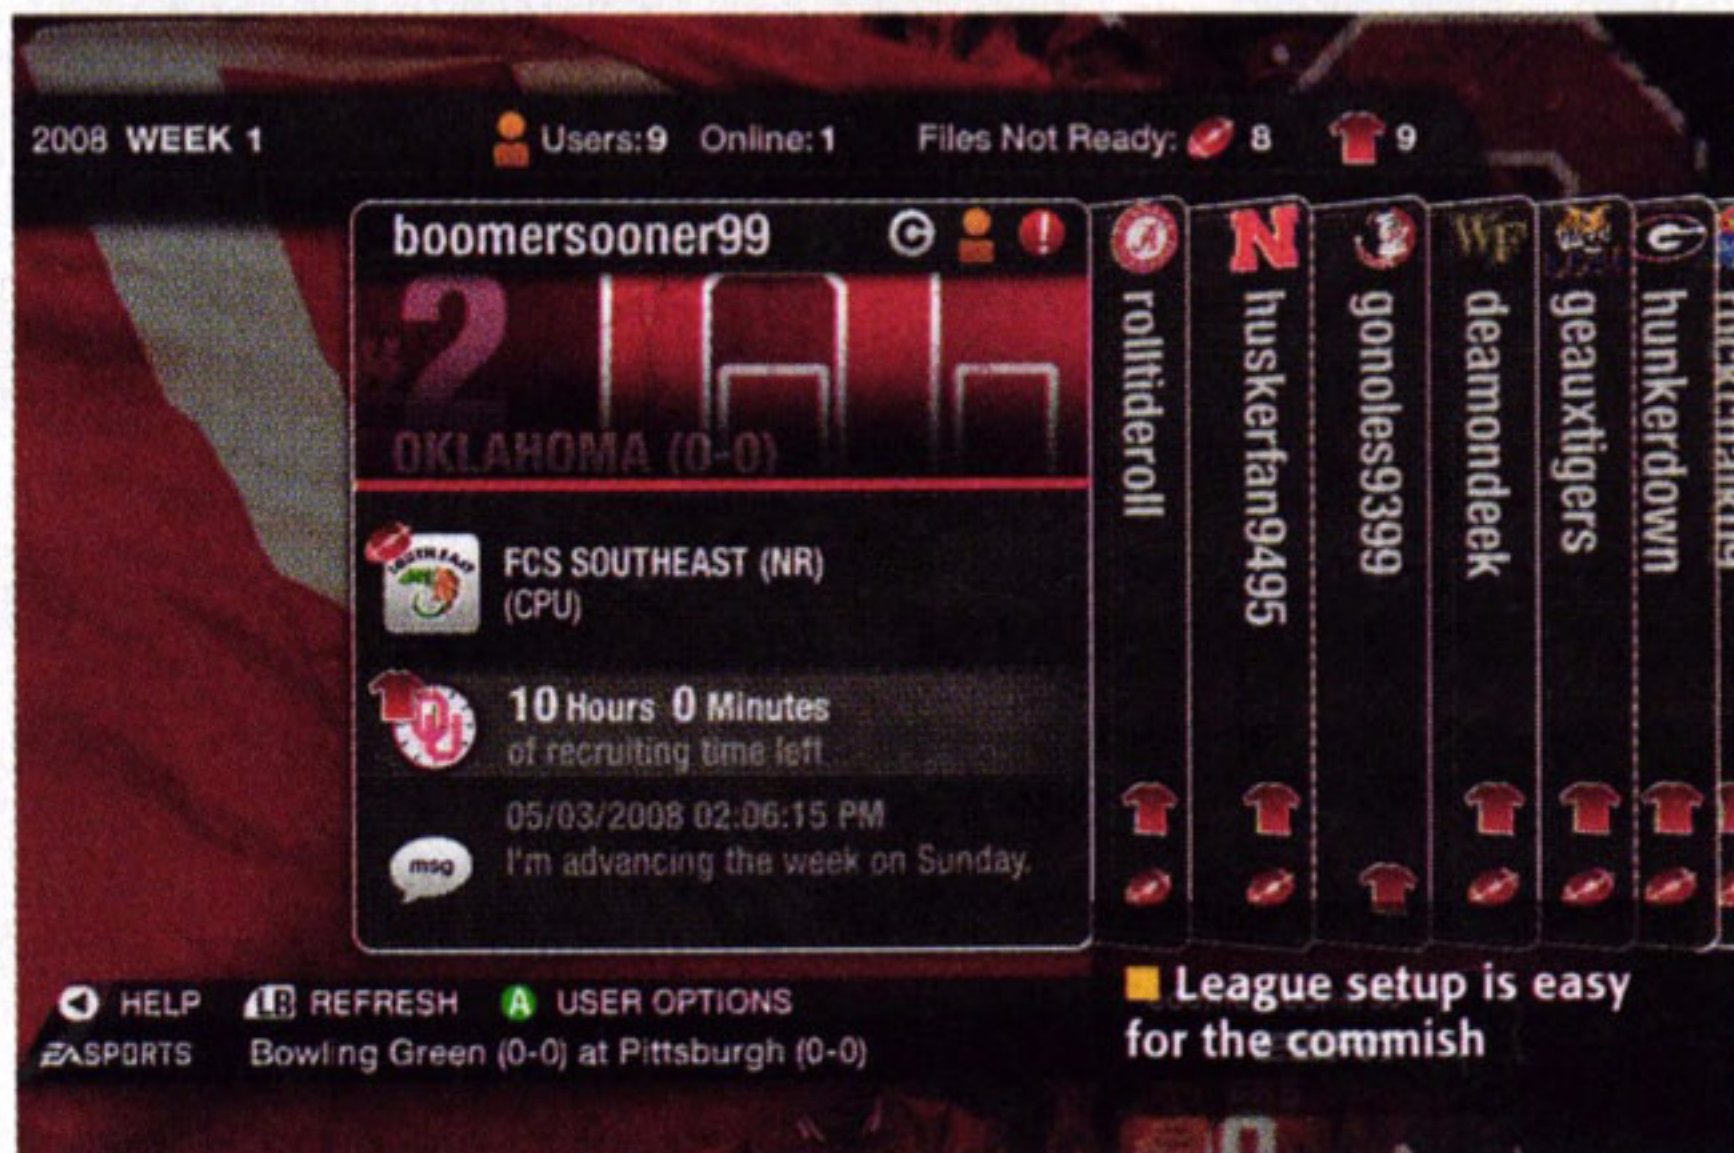 2008 WEEK 1
Users: 9 Online: 1 Files Not Ready: 8 9
boomersooner99
2
OKLAHOMA (0-0)
FCS SOUTHEAST (NR)
(CPU)
10 Hours 0 Minutes
of recruiting time left
05/03/2008 02:06:15 PM
msg
I'm advancing the week on Sunday.
rolltideroll
huskerfan9495
gonoles9399
deamondeek
geauxtigers
hunkerdown
HELP LB REFRESH A USER OPTIONS
EA SPORTS Bowling Green (0-0) at Pittsburgh (0-0)
League setup is easy
for the commish